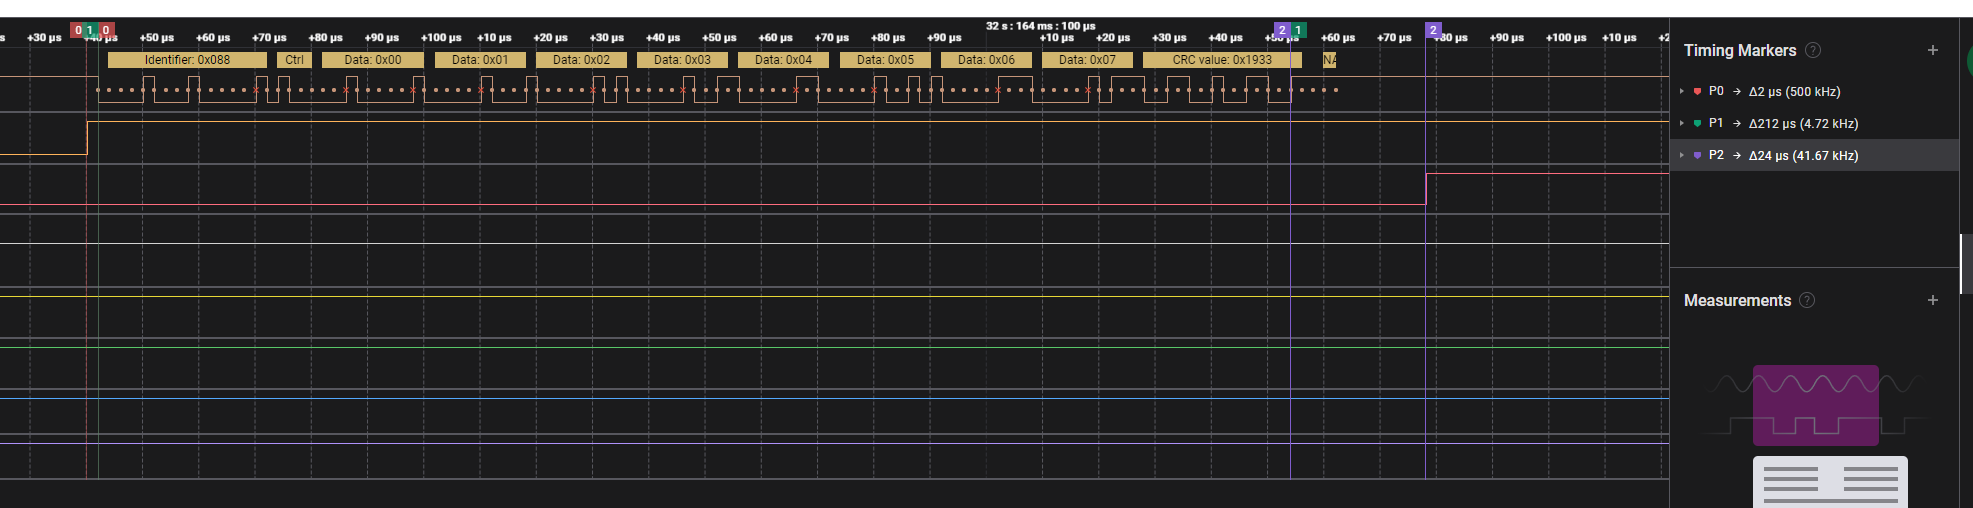 32 s : 164 ms : 100 µs
0 1 0 2 1 2
s +30 µs +40 µs +50 µs +60 µs +70 µs +80 µs +90 µs +100 µs +10 µs +20 µs +30 µs +40 µs +50 µs +60 µs +70 µs +80 µs +90 µs +10 µs +20 µs +30 µs +40 µs +50 µs +60 µs +70 µs +80 µs +90 µs +100 µs +10 µs +2
Identifier: 0x088 Ctrl Data: 0x00 Data: 0x01 Data: 0x02 Data: 0x03 Data: 0x04 Data: 0x05 Data: 0x06 Data: 0x07 CRC value: 0x1933 NA
Timing Markers ? +
P0 → Δ2 µs (500 kHz)
P1 → Δ212 µs (4.72 kHz)
P2 → Δ24 µs (41.67 kHz)
Measurements ? +